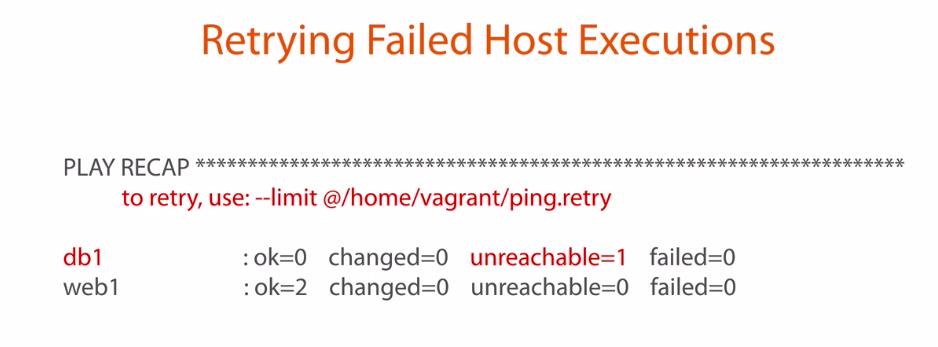 Retrying Failed Host Executions
PLAY RECAP *********************************************************************
to retry, use: --limit @/home/vagrant/ping.retry
db1 : ok=0 changed=0 unreachable=1 failed=0
web1 : ok=2 changed=0 unreachable=0 failed=0